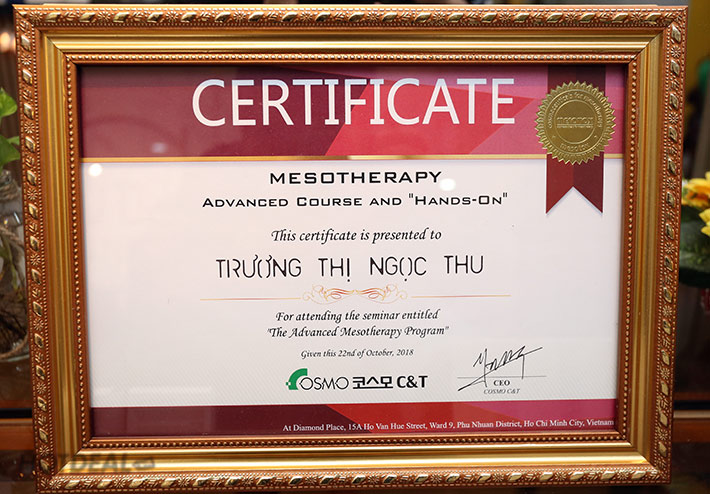 CERTIFICATE
MESOTHERAPY
ADVANCED COURSE AND "HANDS-ON"
This certificate is presented to
TRƯƠNG THỊ NGỌC THU
For attending the seminar entitled
"The Advanced Mesotherapy Program"
Given this 22nd of October, 2018
COSMO 코스모 C&T
CEO
COSMO C&T
At Diamond Place, 15A Ho Van Hue Street, Ward 9, Phu Nhuan District, Ho Chi Minh City, Vietnam
HOTDEAL